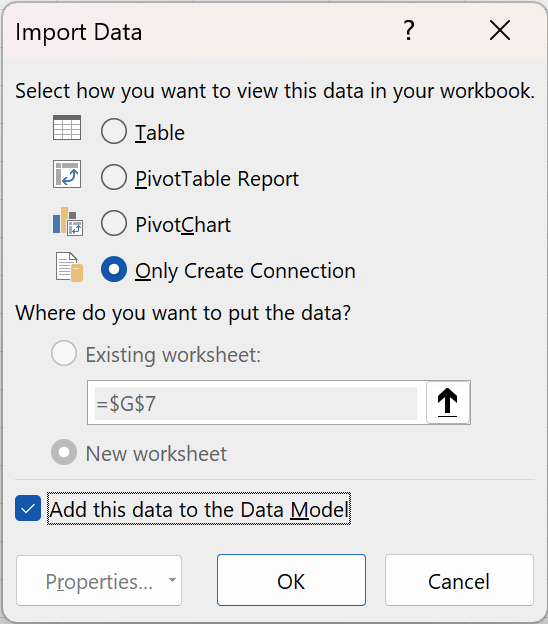 Import Data
?
Select how you want to view this data in your workbook.
Table
PivotTable Report
PivotChart
Only Create Connection
Where do you want to put the data?
Existing worksheet:
=$G$7
New worksheet
Add this data to the Data Model
Properties...
OK
Cancel